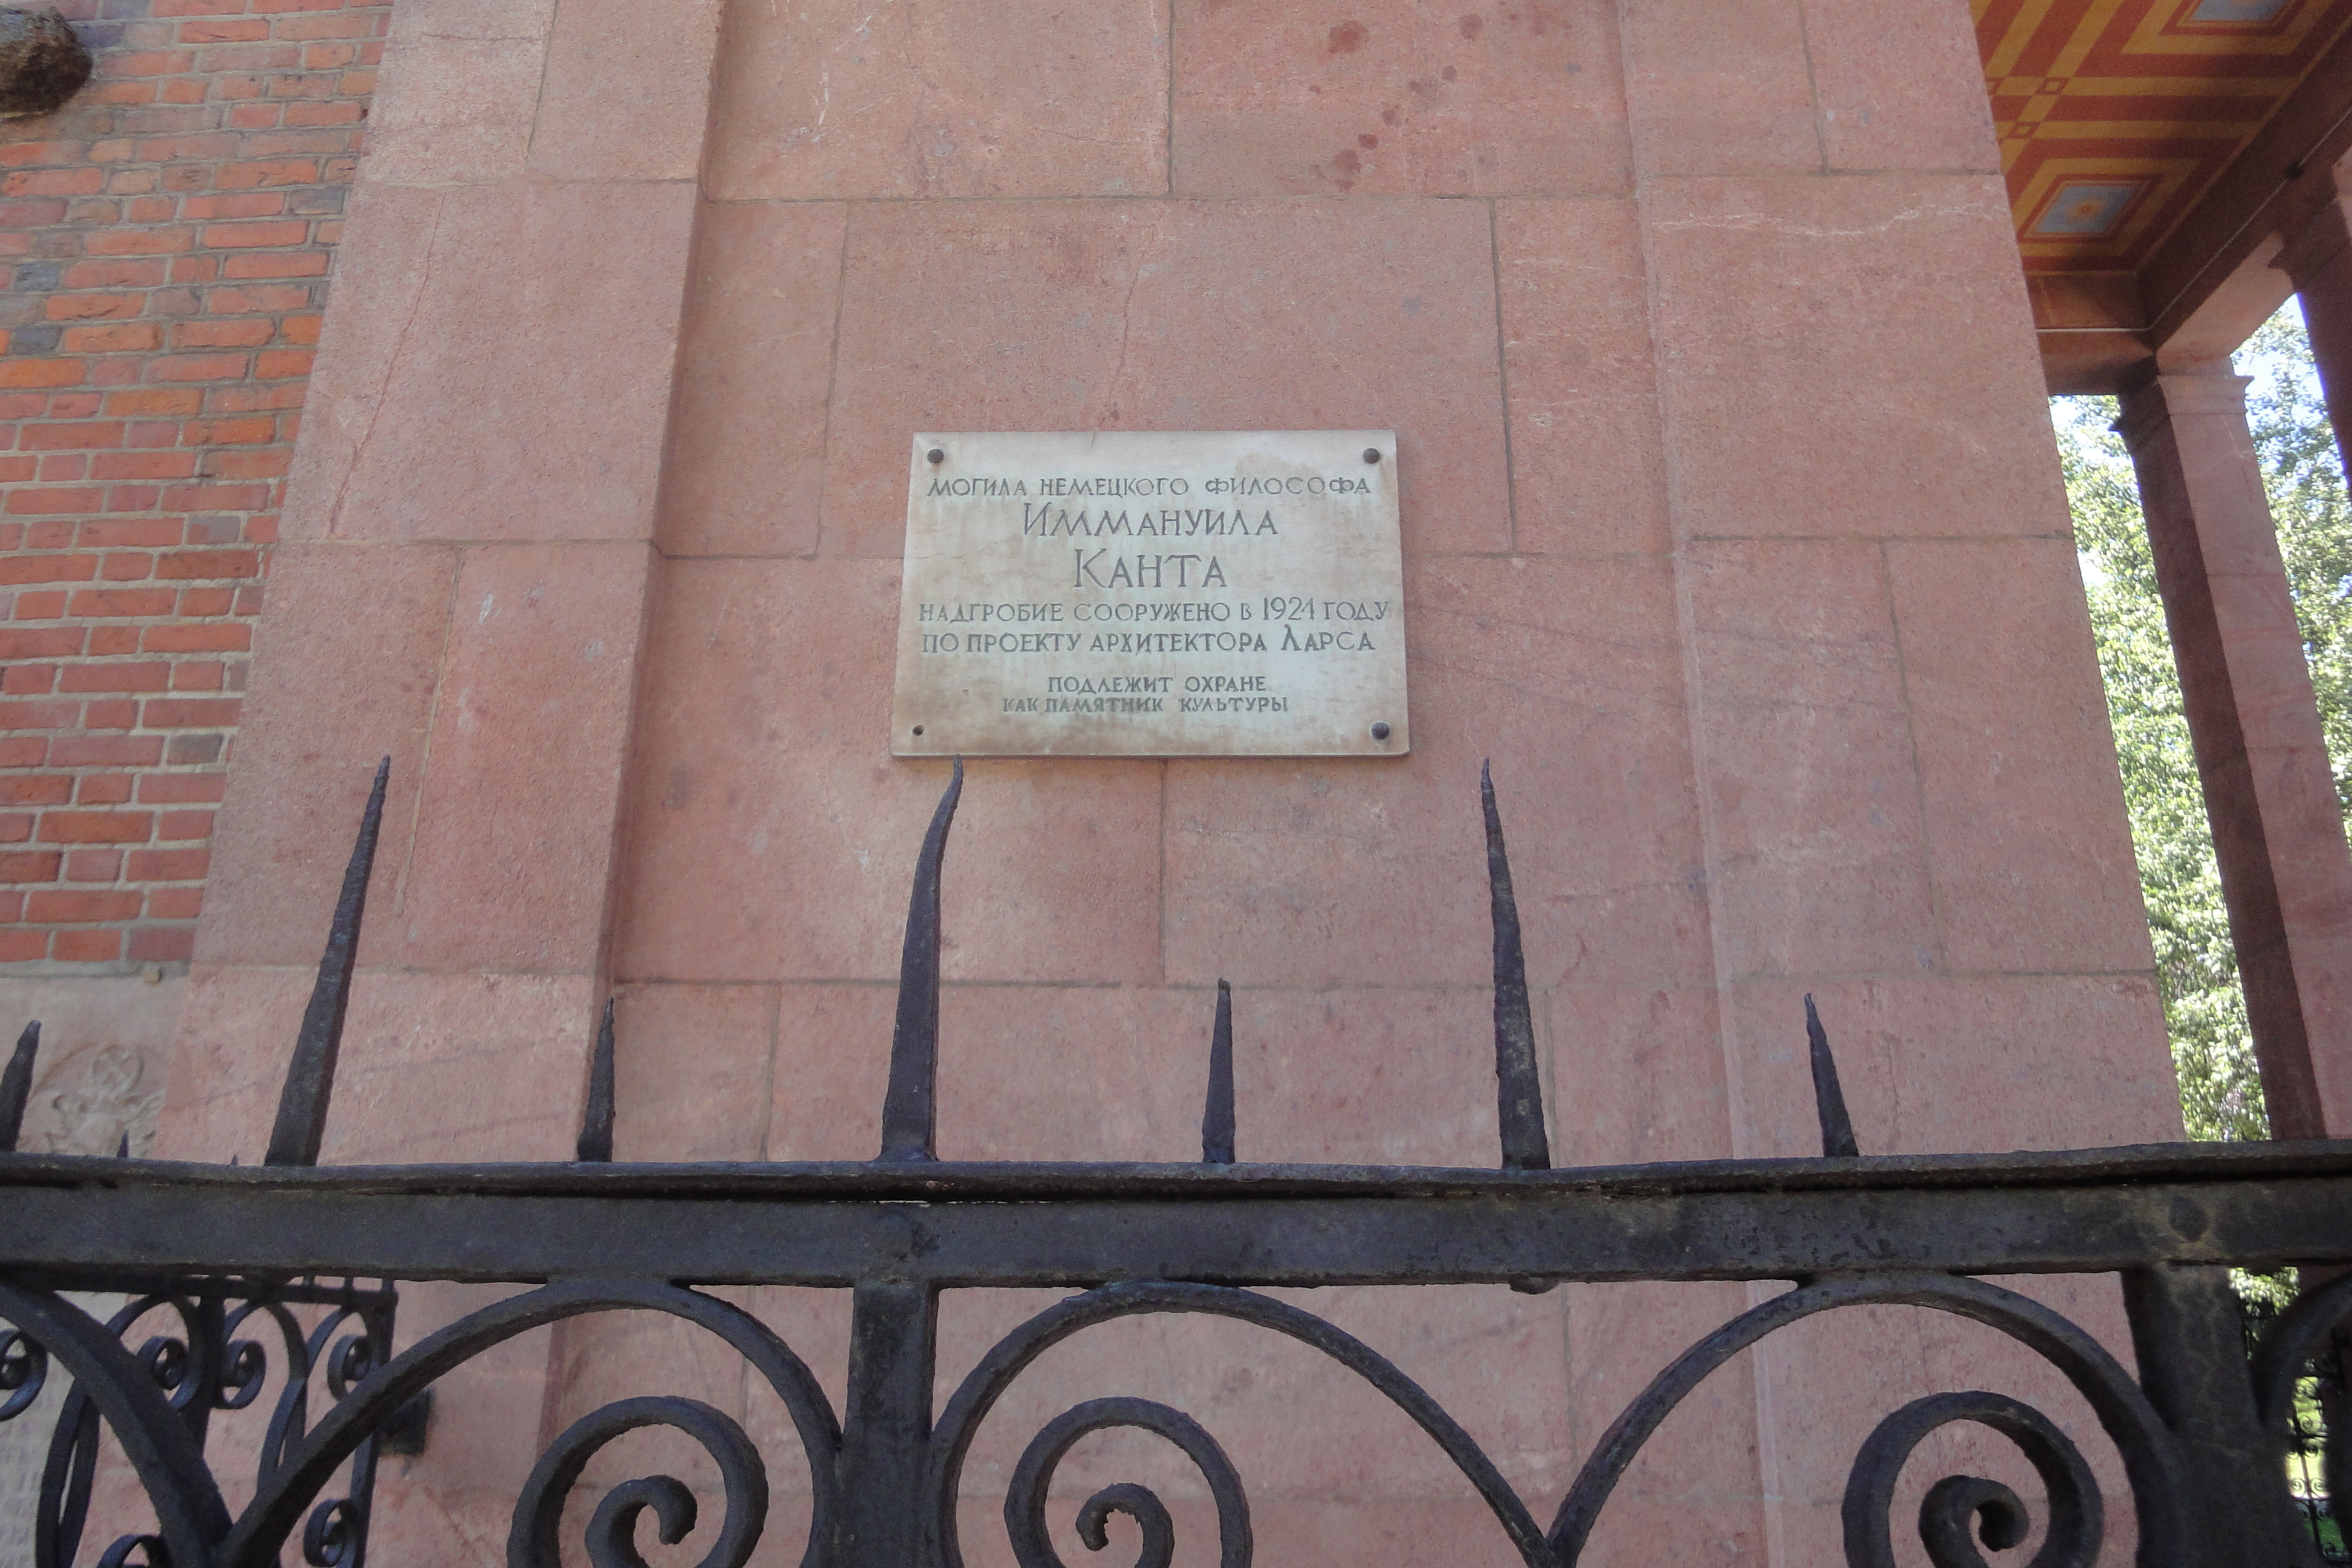 МОГИЛА НЕМЕЦКОГО ФИЛОСОФА
ИММАНУИЛА
КАНТА
НАДГРОБИЕ СООРУЖЕНО В 1924 ГОДУ
ПО ПРОЕКТУ АРХИТЕКТОРА ЛАРСА
ПОДЛЕЖИТ ОХРАНЕ
КАК ПАМЯТНИК КУЛЬТУРЫ